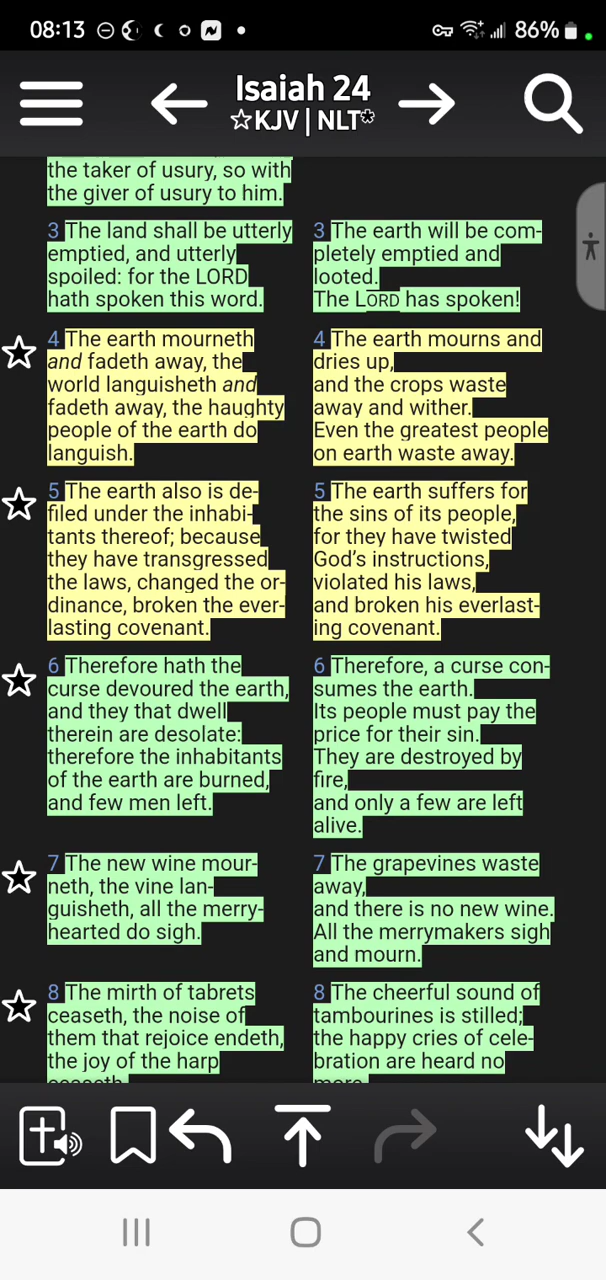 08:13
86%
Isaiah 24
☆KJV | NLT*
the taker of usury, so with
the giver of usury to him.
3 The land shall be utterly
emptied, and utterly
spoiled: for the LORD
hath spoken this word.
3 The earth will be com-
pletely emptied and
looted.
The LORD has spoken!
4 The earth mourneth
and fadeth away, the
world languisheth and
fadeth away, the haughty
people of the earth do
languish.
4 The earth mourns and
dries up,
and the crops waste
away and wither.
Even the greatest people
on earth waste away.
5 The earth also is de-
filed under the inhabi-
tants thereof; because
they have transgressed
the laws, changed the or-
dinance, broken the ever-
lasting covenant.
5 The earth suffers for
the sins of its people,
for they have twisted
God's instructions,
violated his laws,
and broken his everlast-
ing covenant.
6 Therefore hath the
curse devoured the earth,
and they that dwell
therein are desolate:
therefore the inhabitants
of the earth are burned,
and few men left.
6 Therefore, a curse con-
sumes the earth.
Its people must pay the
price for their sin.
They are destroyed by
fire,
and only a few are left
alive.
7 The new wine mour-
neth, the vine lan-
guisheth, all the merry-
hearted do sigh.
7 The grapevines waste
away,
and there is no new wine.
All the merrymakers sigh
and mourn.
8 The mirth of tabrets
ceaseth, the noise of
them that rejoice endeth,
the joy of the harp
ceaseth.
8 The cheerful sound of
tambourines is stilled;
the happy cries of cele-
bration are heard no
more.